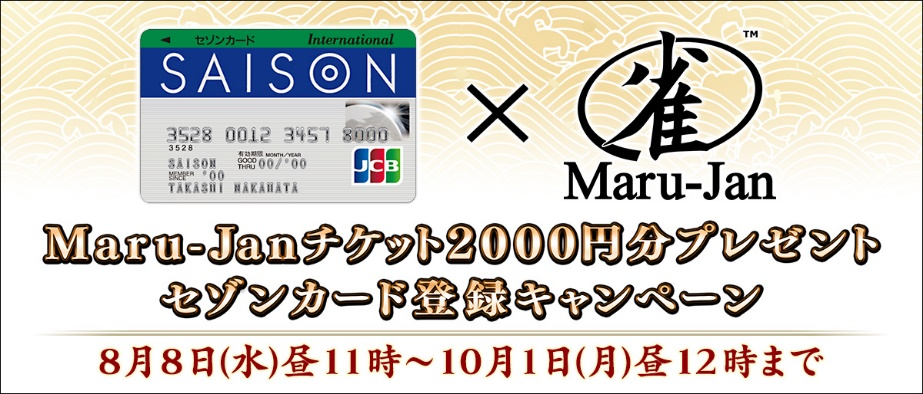 セゾンカード International
SAISON
3528 0012 3457 8000
3528
有効期限 MONTH/YEAR
GOOD THRU 00/'00
SAISON
MEMBER SINCE '00
TAKASHI NAKAHATA
JCB
×
雀
TM
Maru-Jan
Maru-Janチケット2000円分プレゼント
セゾンカード登録キャンペーン
8月8日(水)昼11時～10月1日(月)昼12時まで